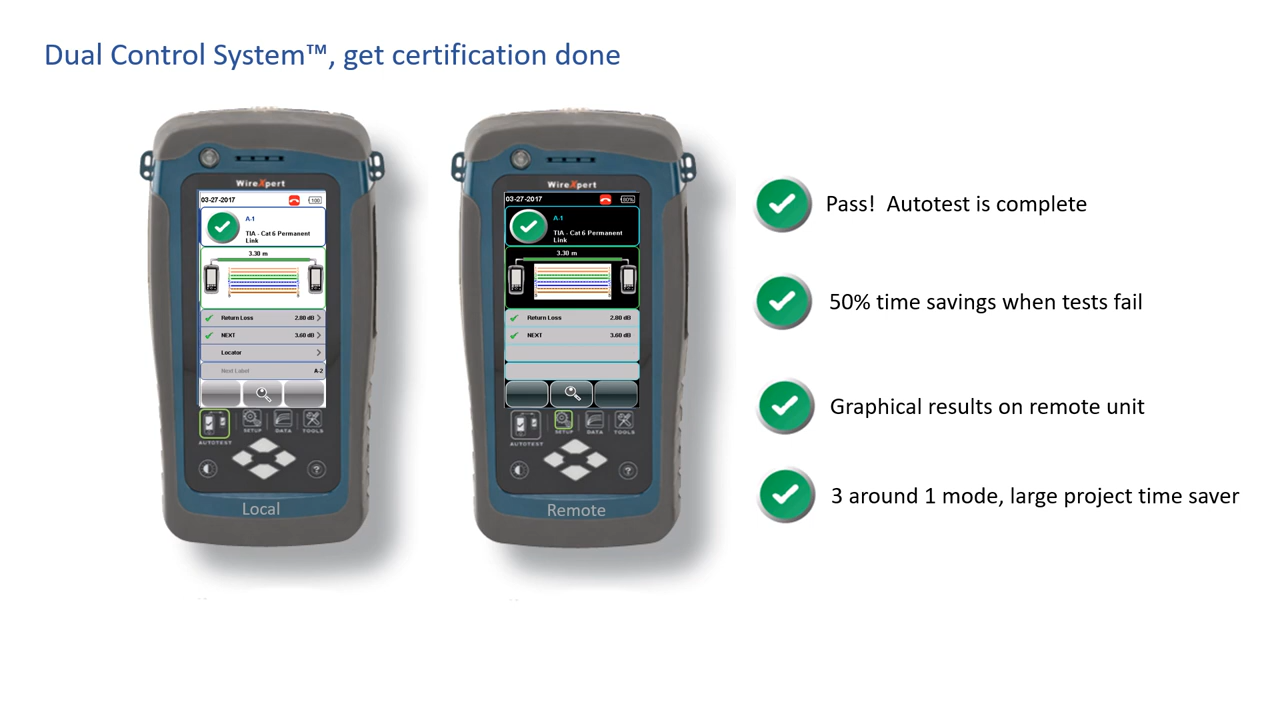 Dual Control System™, get certification done
WireXpert
03-27-2017
100
A-1
TIA - Cat 6 Permanent
Link
3.30 m
Return Loss 2.80 dB
NEXT 3.60 dB
Locator
Next Label A-2
AUTOTEST
SETUP
DATA
TOOLS
?
Local
WireXpert
03-27-2017
80%
A-1
TIA - Cat 6 Permanent
Link
3.30 m
Return Loss 2.80 dB
NEXT 3.60 dB
AUTOTEST
SETUP
DATA
TOOLS
?
Remote
Pass!  Autotest is complete
50% time savings when tests fail
Graphical results on remote unit
3 around 1 mode, large project time saver